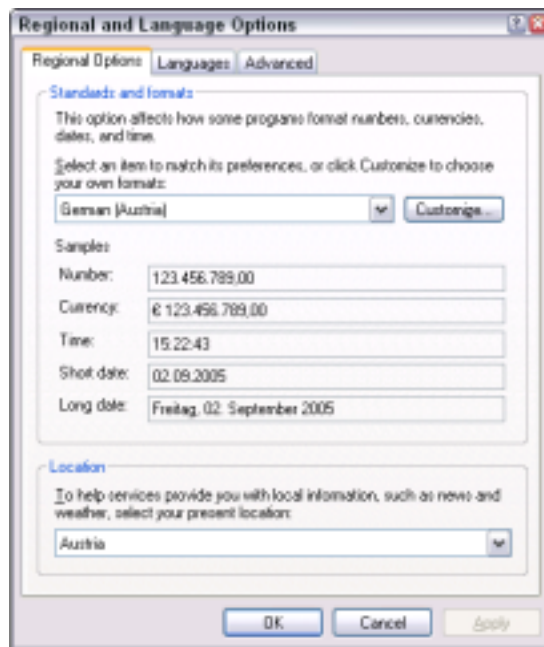 Regional and Language Options
Regional Options Languages Advanced
Standards and formats
This option affects how some programs format numbers, currencies,
dates, and time.
Select an item to match its preferences, or click Customize to choose
your own formats:
German (Austria)
Customize...
Samples
Number: 123.456.789,00
Currency: € 123.456.789,00
Time: 15:22:43
Short date: 02.09.2005
Long date: Freitag, 02. September 2005
Location
To help services provide you with local information, such as news and
weather, select your present location:
Austria
OK Cancel Apply